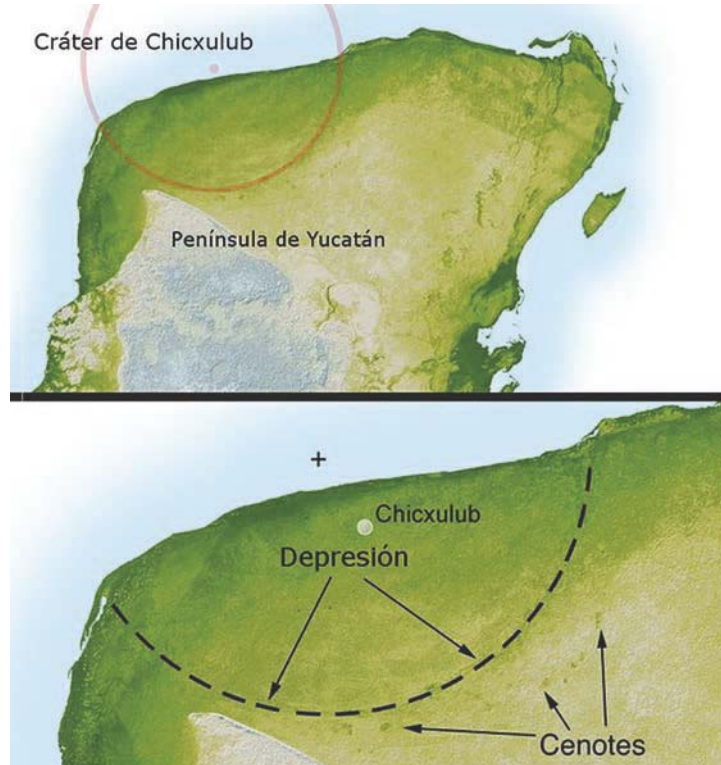 Cráter de Chicxulub
Península de Yucatán
+
Chicxulub
Depresión
Cenotes